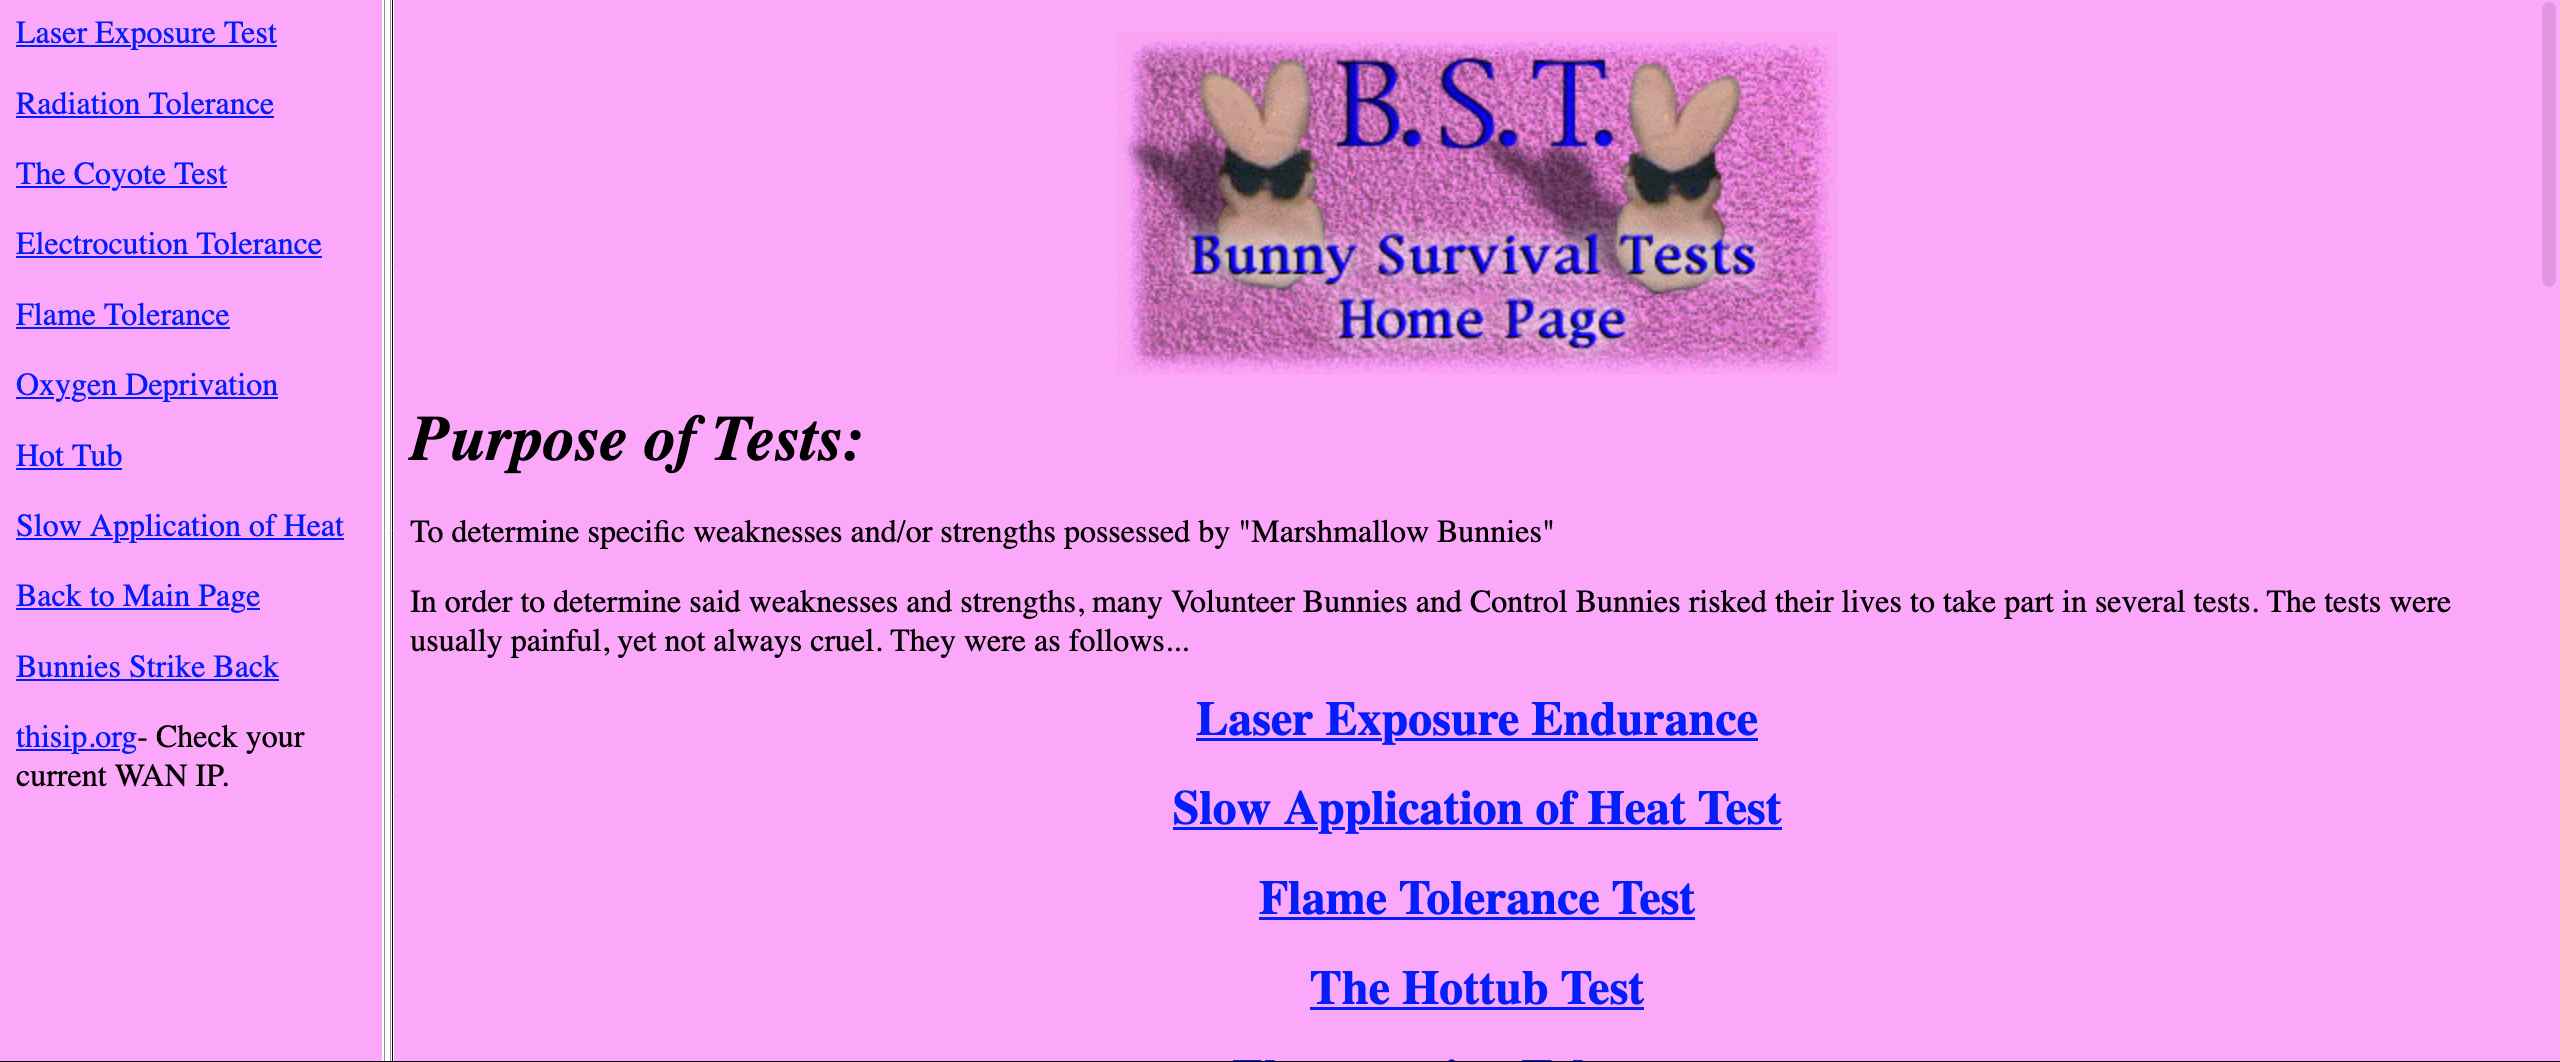 Laser Exposure Test
Radiation Tolerance
The Coyote Test
Electrocution Tolerance
Flame Tolerance
Oxygen Deprivation
Hot Tub
Slow Application of Heat
Back to Main Page
Bunnies Strike Back
thisip.org- Check your
current WAN IP.
B.S.T.
Bunny Survival Tests
Home Page
Purpose of Tests:
To determine specific weaknesses and/or strengths possessed by "Marshmallow Bunnies"
In order to determine said weaknesses and strengths, many Volunteer Bunnies and Control Bunnies risked their lives to take part in several tests. The tests were
usually painful, yet not always cruel. They were as follows...
Laser Exposure Endurance
Slow Application of Heat Test
Flame Tolerance Test
The Hottub Test